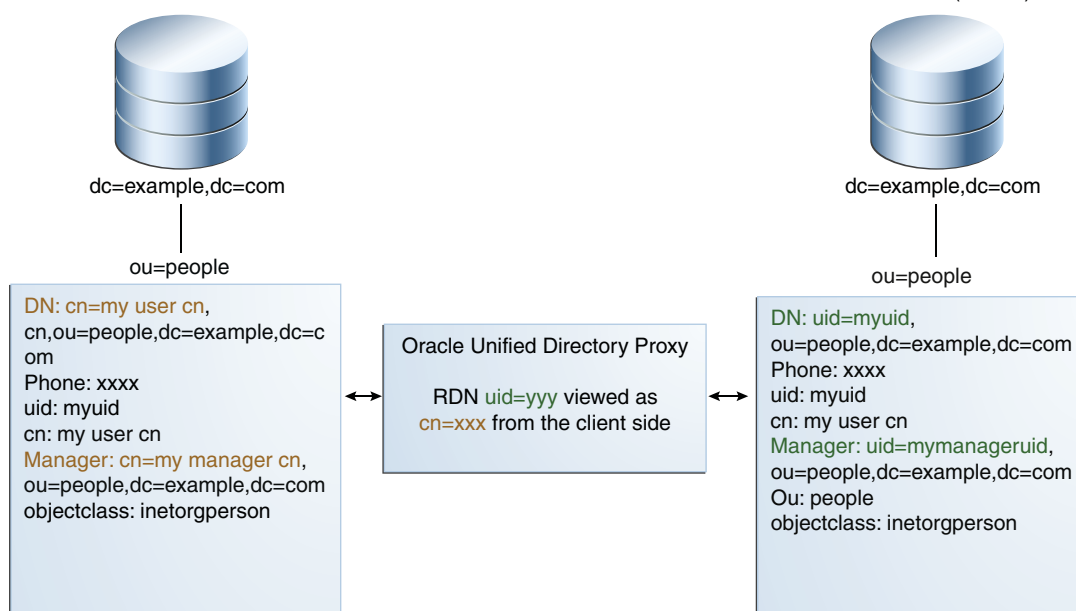 dc=example,dc=com
ou=people
DN: cn=my user cn,
cn,ou=people,dc=example,dc=c
om
Phone: xxxx
uid: myuid
cn: my user cn
Manager: cn=my manager cn,
ou=people,dc=example,dc=com
objectclass: inetorgperson
Oracle Unified Directory Proxy
RDN uid=yyy viewed as
cn=xxx from the client side
dc=example,dc=com
ou=people
DN: uid=myuid,
ou=people,dc=example,dc=com
Phone: xxxx
uid: myuid
cn: my user cn
Manager: uid=mymanageruid,
ou=people,dc=example,dc=com
Ou: people
objectclass: inetorgperson